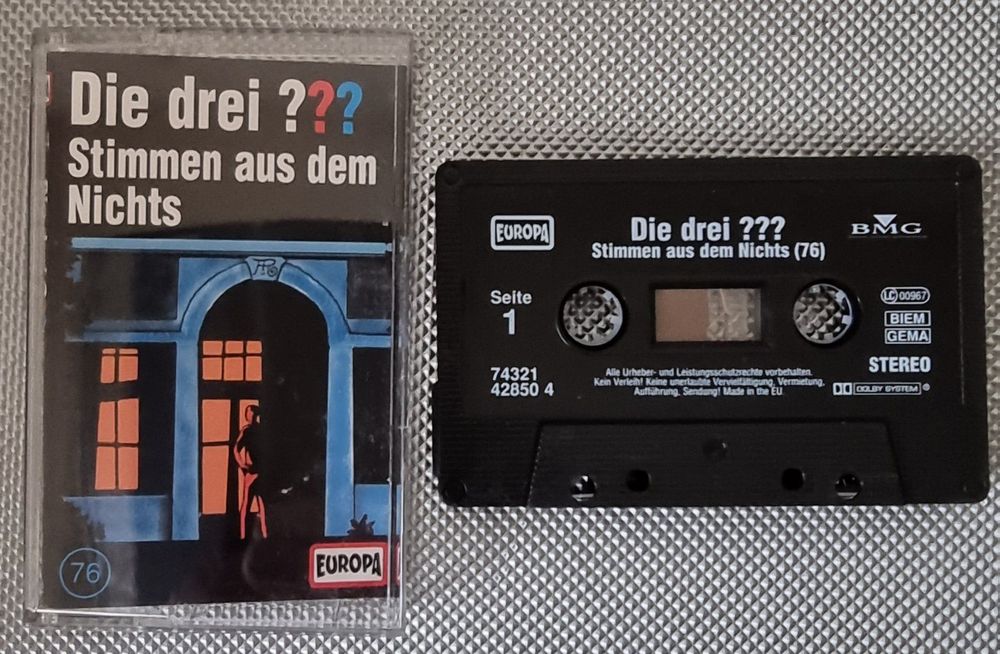 Die drei ???
Stimmen aus dem
Nichts
76
EUROPA
EUROPA
Die drei ???
Stimmen aus dem Nichts (76)
BMG
Seite
1
LC 00967
BIEM
GEMA
STEREO
74321
42850 4
Alle Urheber- und Leistungsschutzrechte vorbehalten.
Kein Verleih! Keine unerlaubte Vervielfältigung, Vermietung,
Aufführung, Sendung! Made in the EU.
DOLBY SYSTEM ®